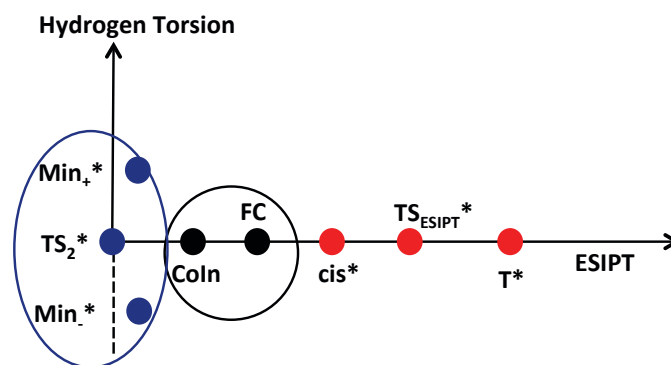 Hydrogen Torsion
Min₊*
FC
TS_ESIPT*
TS₂*
CoIn
cis*
T*
ESIPT
Min₋*